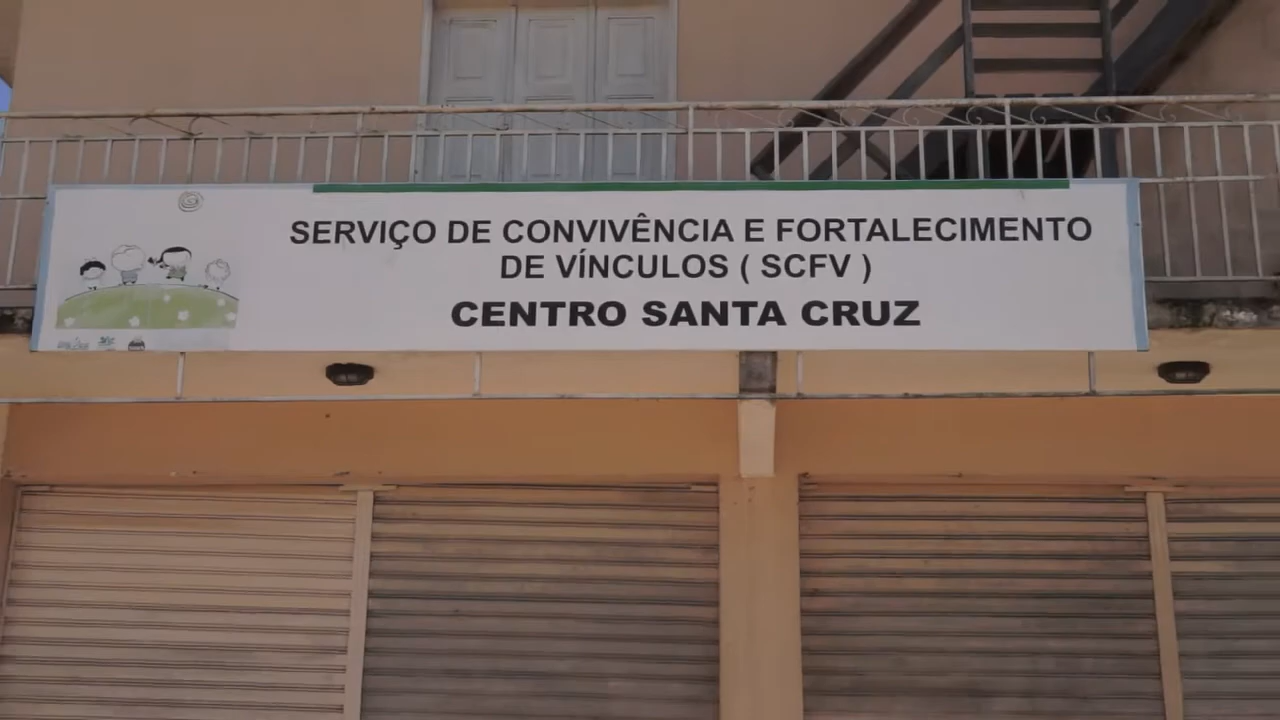 SERVIÇO DE CONVIVÊNCIA E FORTALECIMENTO
DE VÍNCULOS ( SCFV )
CENTRO SANTA CRUZ